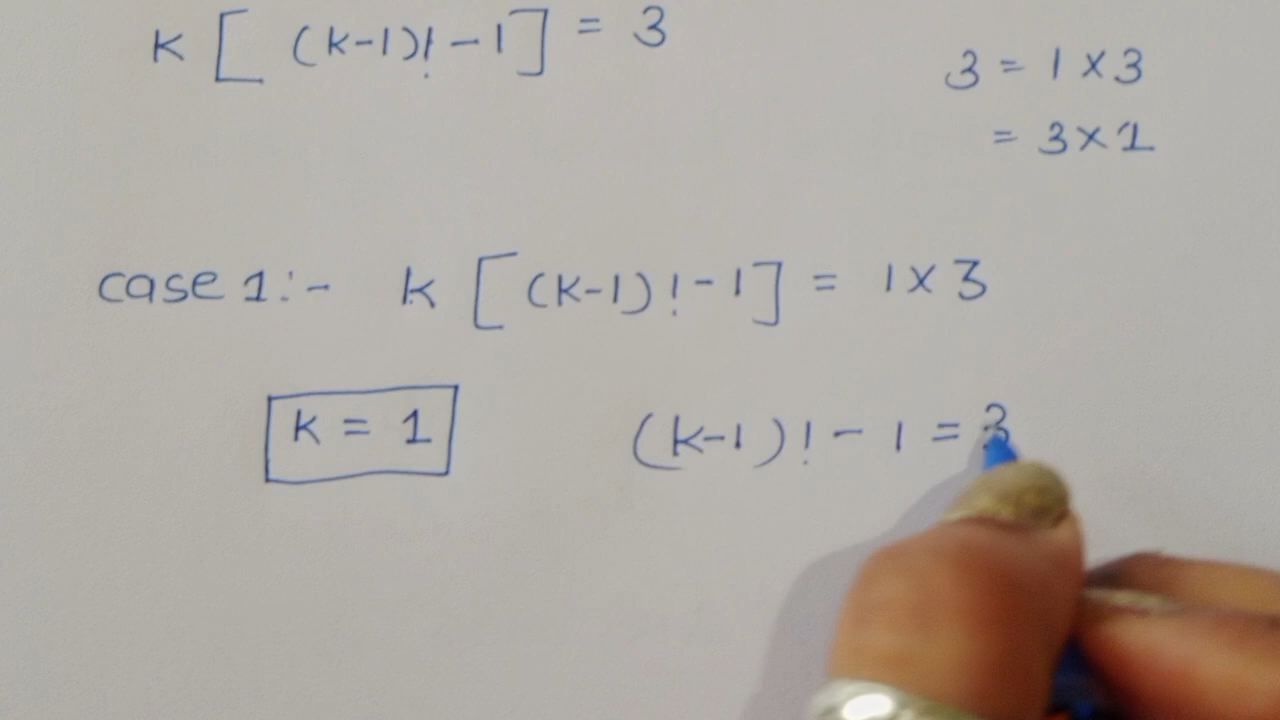 k [ (k-1)! - 1 ] = 3
3 = 1 × 3
= 3 × 1
case 1:- k [ (k-1)! - 1 ] = 1 × 3
k = 1
(k-1)! - 1 = 3